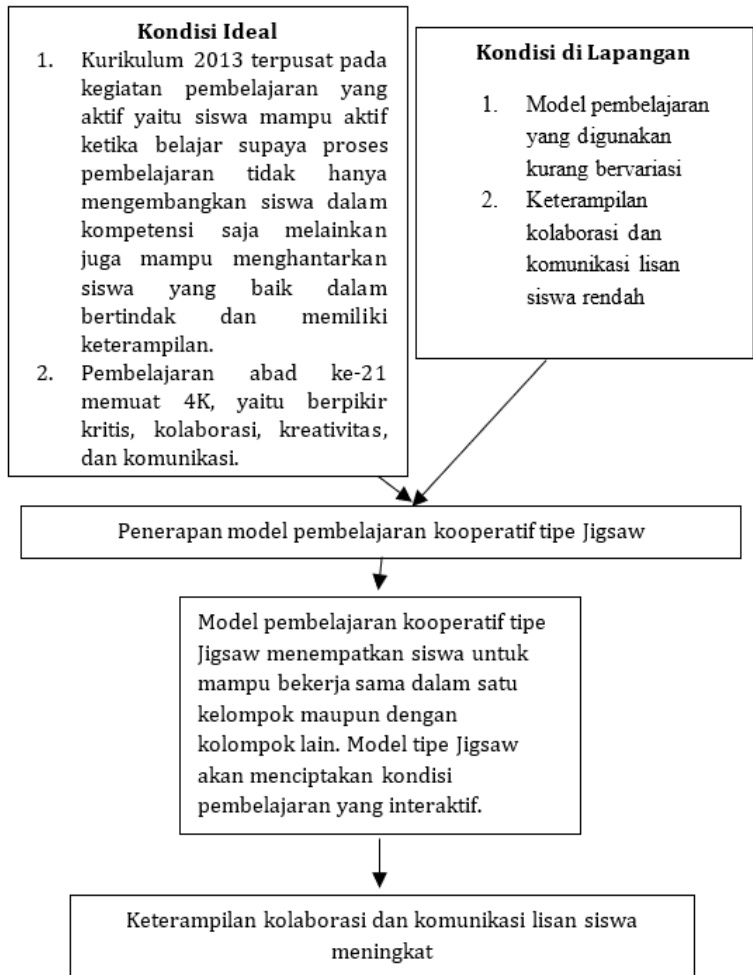 Kondisi Ideal
1. Kurikulum 2013 terpusat pada
kegiatan pembelajaran yang
aktif yaitu siswa mampu aktif
ketika belajar supaya proses
pembelajaran tidak hanya
mengembangkan siswa dalam
kompetensi saja melainkan
juga mampu menghantarkan
siswa yang baik dalam
bertindak dan memiliki
keterampilan.
2. Pembelajaran abad ke-21
memuat 4K, yaitu berpikir
kritis, kolaborasi, kreativitas,
dan komunikasi.
Kondisi di Lapangan
1. Model pembelajaran
yang digunakan
kurang bervariasi
2. Keterampilan
kolaborasi dan
komunikasi lisan
siswa rendah
Penerapan model pembelajaran kooperatif tipe Jigsaw
Model pembelajaran kooperatif tipe
Jigsaw menempatkan siswa untuk
mampu bekerja sama dalam satu
kelompok maupun dengan
kolompok lain. Model tipe Jigsaw
akan menciptakan kondisi
pembelajaran yang interaktif.
Keterampilan kolaborasi dan komunikasi lisan siswa
meningkat